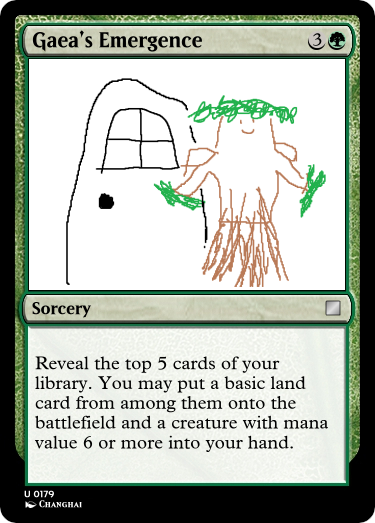 Gaea's Emergence 3
Sorcery
Reveal the top 5 cards of your
library. You may put a basic land
card from among them onto the
battlefield and a creature with mana
value 6 or more into your hand.
U 0179
Changhai